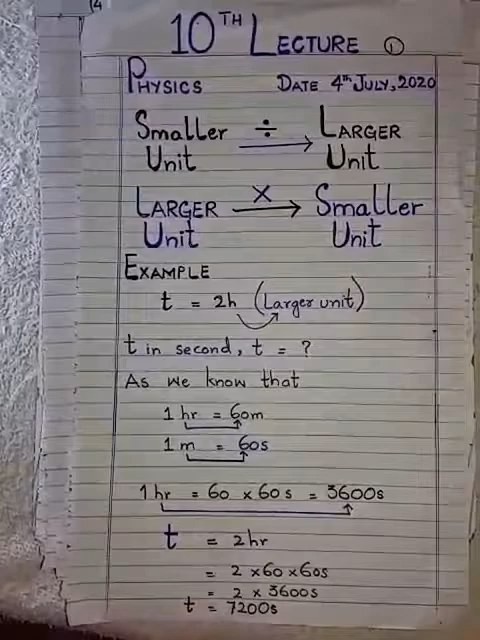 (4
10TH LECTURE 1
PHYSICS DATE 4th JULY, 2020
Smaller Unit ÷ → LARGER Unit
LARGER Unit × → Smaller Unit
EXAMPLE
t = 2h (Larger unit)
t in second, t = ?
As we know that
1 hr = 60m
1 m = 60s
1 hr = 60 × 60s = 3600s
t = 2hr
= 2 × 60 × 60s
= 2 × 3600s
t = 7200s